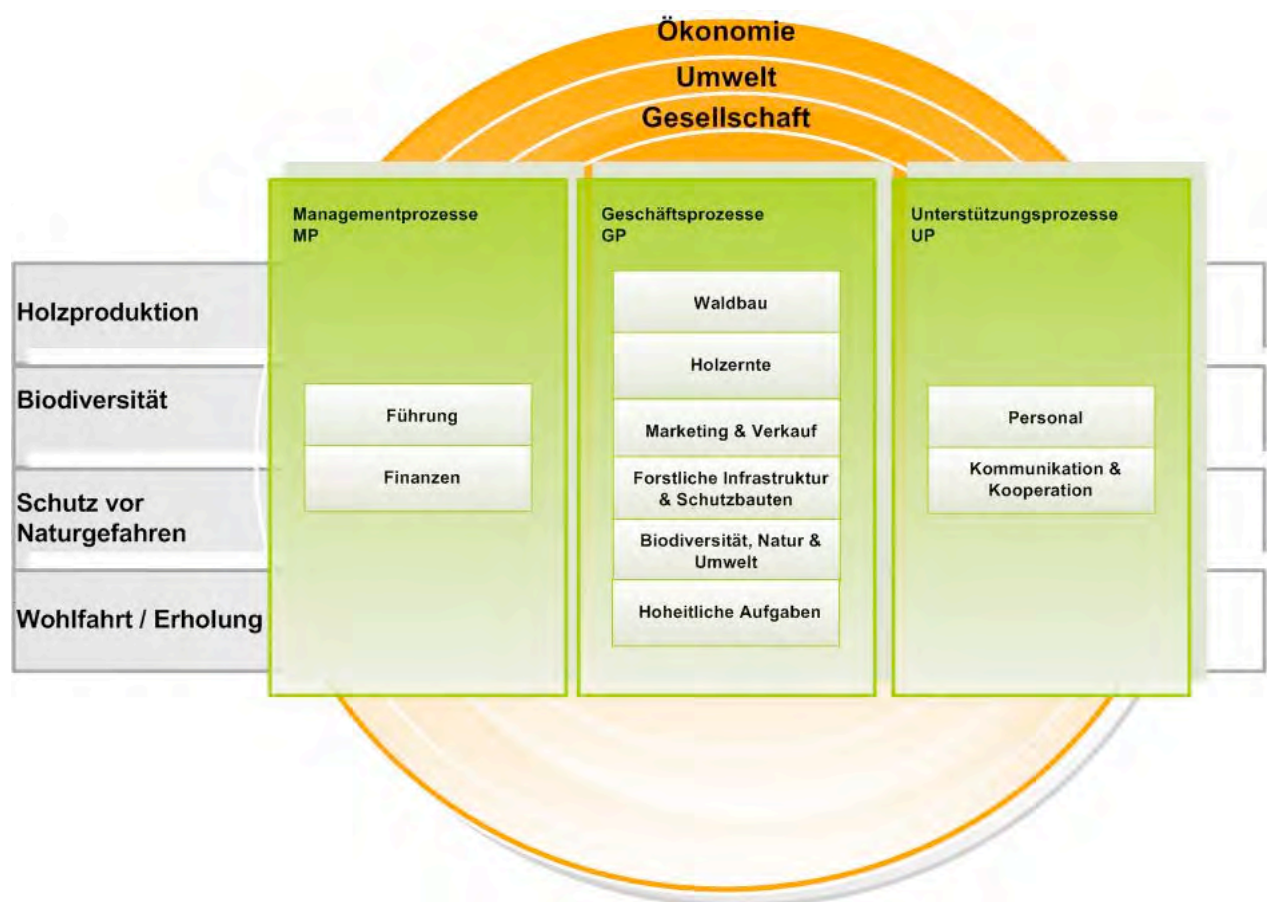 Ökonomie
Umwelt
Gesellschaft
Managementprozesse
MP
Geschäftsprozesse
GP
Unterstützungsprozesse
UP
Holzproduktion
Biodiversität
Schutz vor
Naturgefahren
Wohlfahrt / Erholung
Führung
Finanzen
Waldbau
Holzernte
Marketing & Verkauf
Forstliche Infrastruktur
& Schutzbauten
Biodiversität, Natur &
Umwelt
Hoheitliche Aufgaben
Personal
Kommunikation &
Kooperation